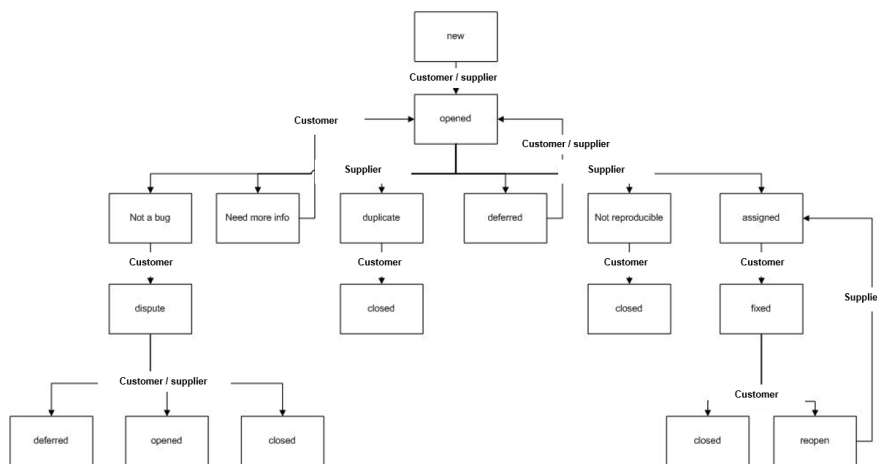 new
Customer / supplier
opened
Customer
Customer / supplier
Supplier
Supplier
Not a bug
Need more info
duplicate
deferred
Not reproducible
assigned
Customer
Customer
Customer
Customer
dispute
closed
closed
fixed
Supplie
Customer / supplier
Customer
deferred
opened
closed
closed
reopen